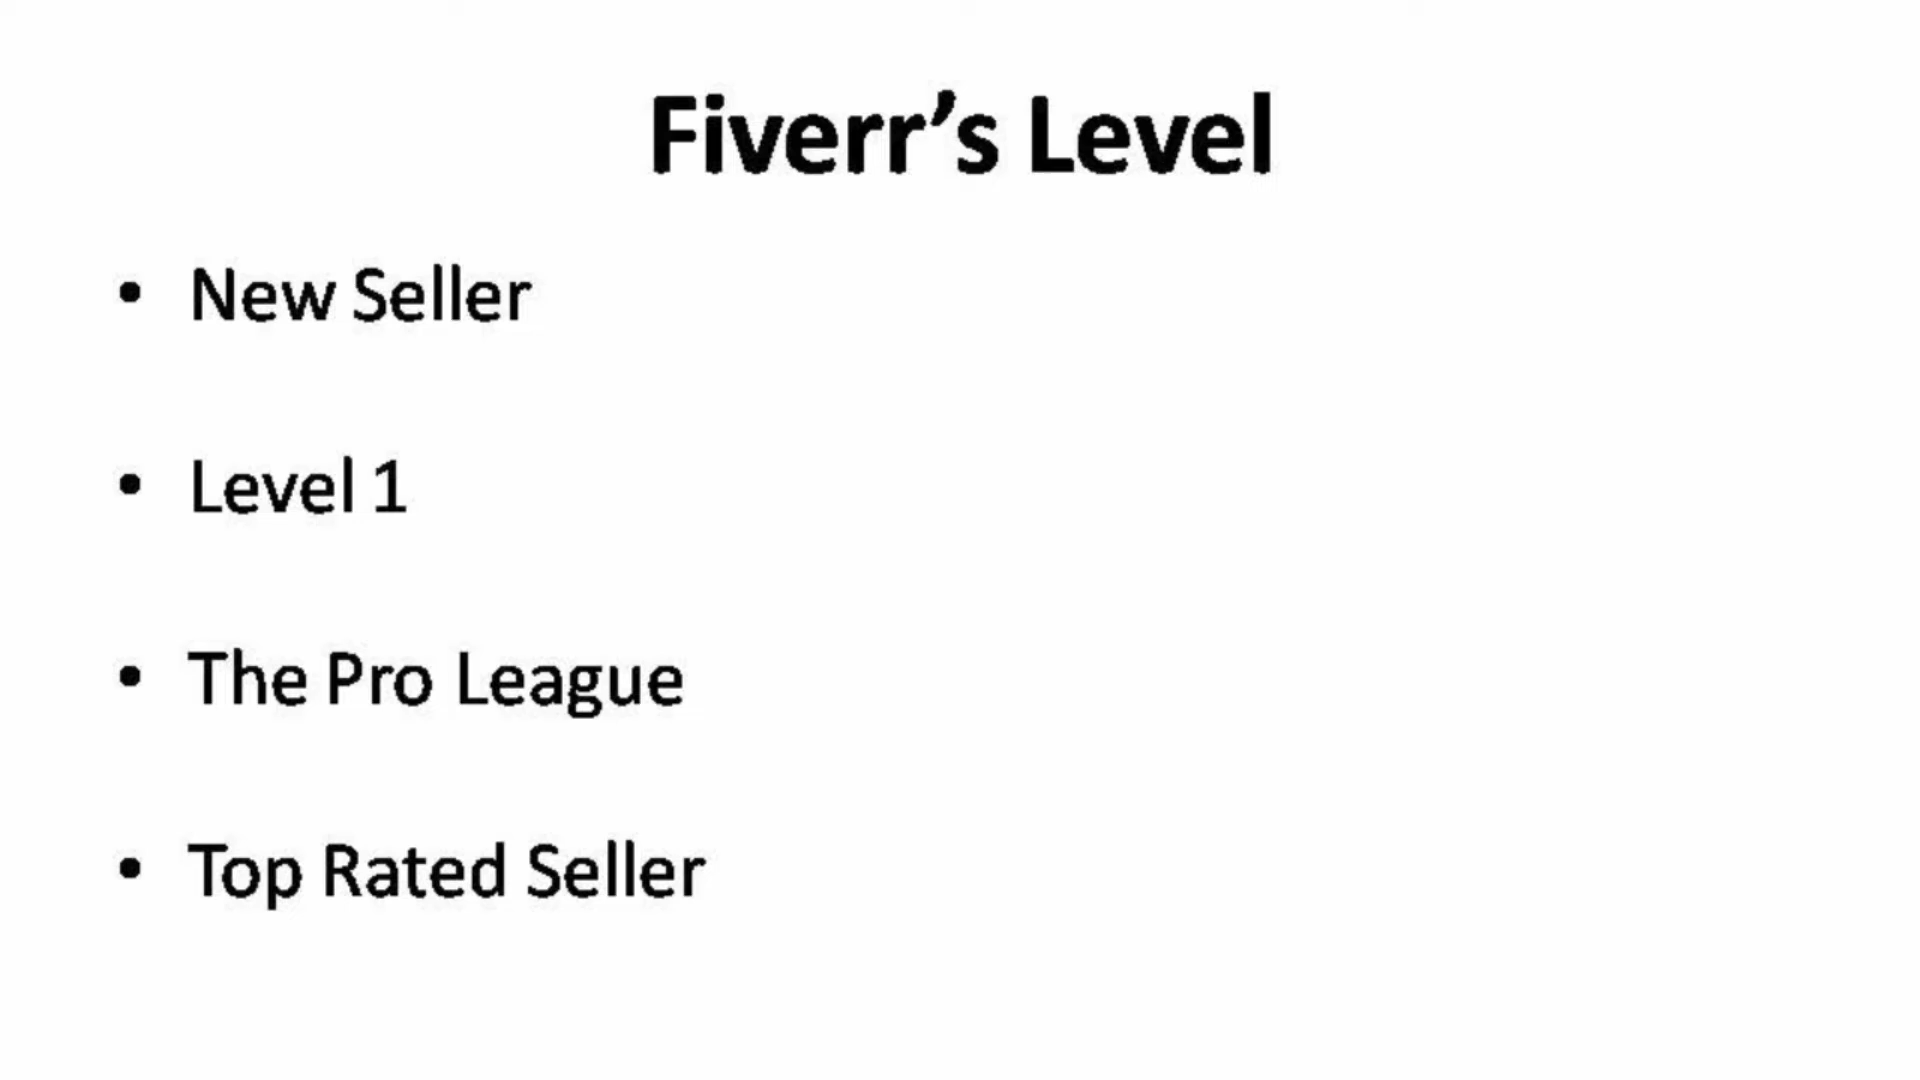 Fiverr’s Level
• New Seller
• Level 1
• The Pro League
• Top Rated Seller